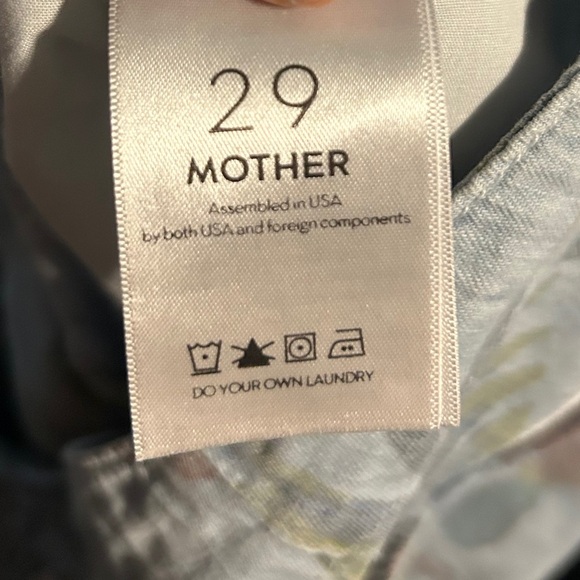 29
MOTHER
Assembled in USA
by both USA and foreign components
DO YOUR OWN LAUNDRY